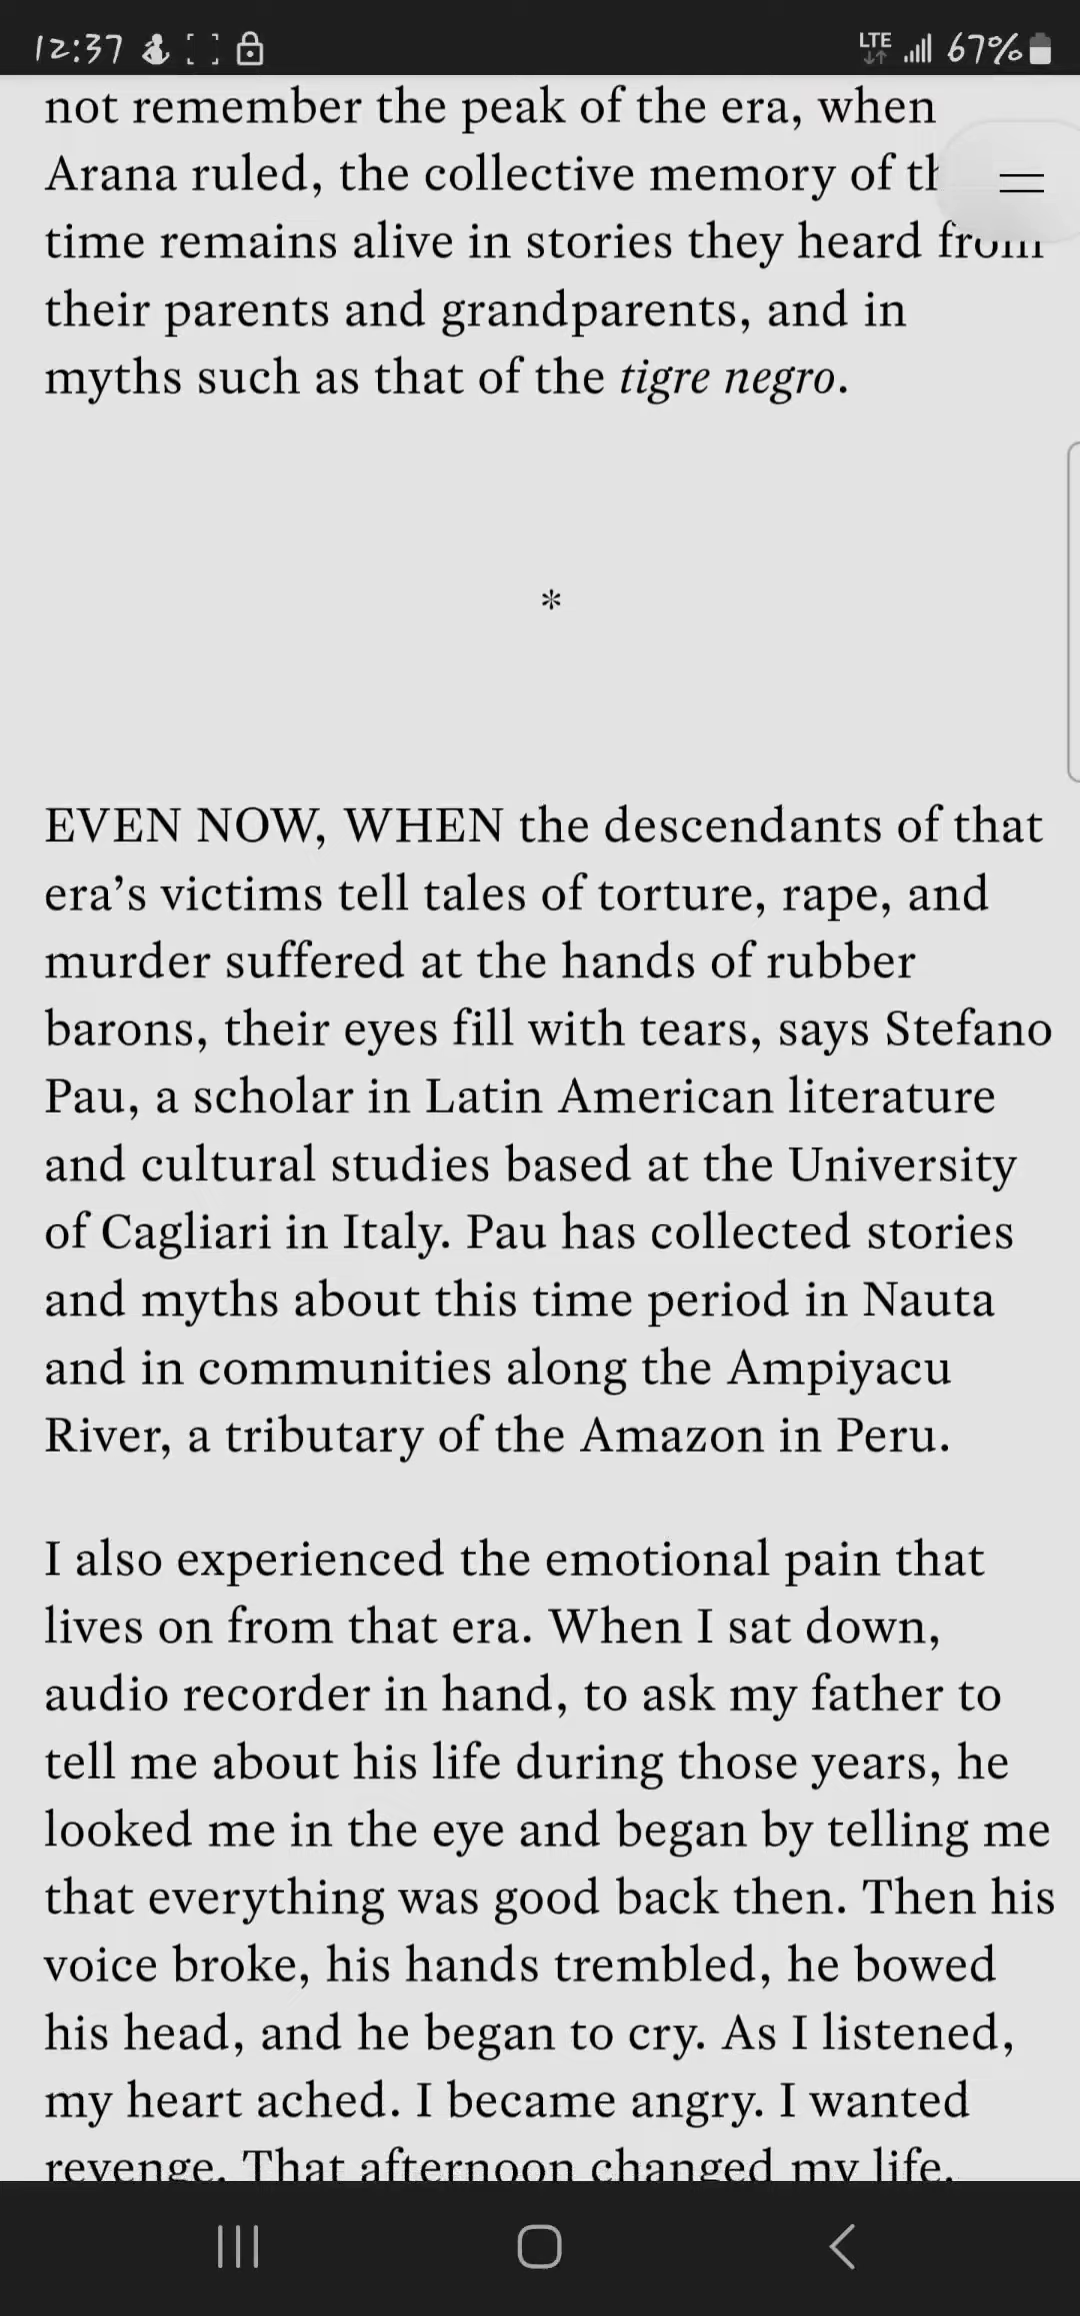 12:37
LTE 67%
not remember the peak of the era, when
Arana ruled, the collective memory of
time remains alive in stories they heard from
their parents and grandparents, and in
myths such as that of the tigre negro.
*
EVEN NOW, WHEN the descendants of that
era’s victims tell tales of torture, rape, and
murder suffered at the hands of rubber
barons, their eyes fill with tears, says Stefano
Pau, a scholar in Latin American literature
and cultural studies based at the University
of Cagliari in Italy. Pau has collected stories
and myths about this time period in Nauta
and in communities along the Ampiyacu
River, a tributary of the Amazon in Peru.
I also experienced the emotional pain that
lives on from that era. When I sat down,
audio recorder in hand, to ask my father to
tell me about his life during those years, he
looked me in the eye and began by telling me
that everything was good back then. Then his
voice broke, his hands trembled, he bowed
his head, and he began to cry. As I listened,
my heart ached. I became angry. I wanted
revenge. That afternoon changed my life.